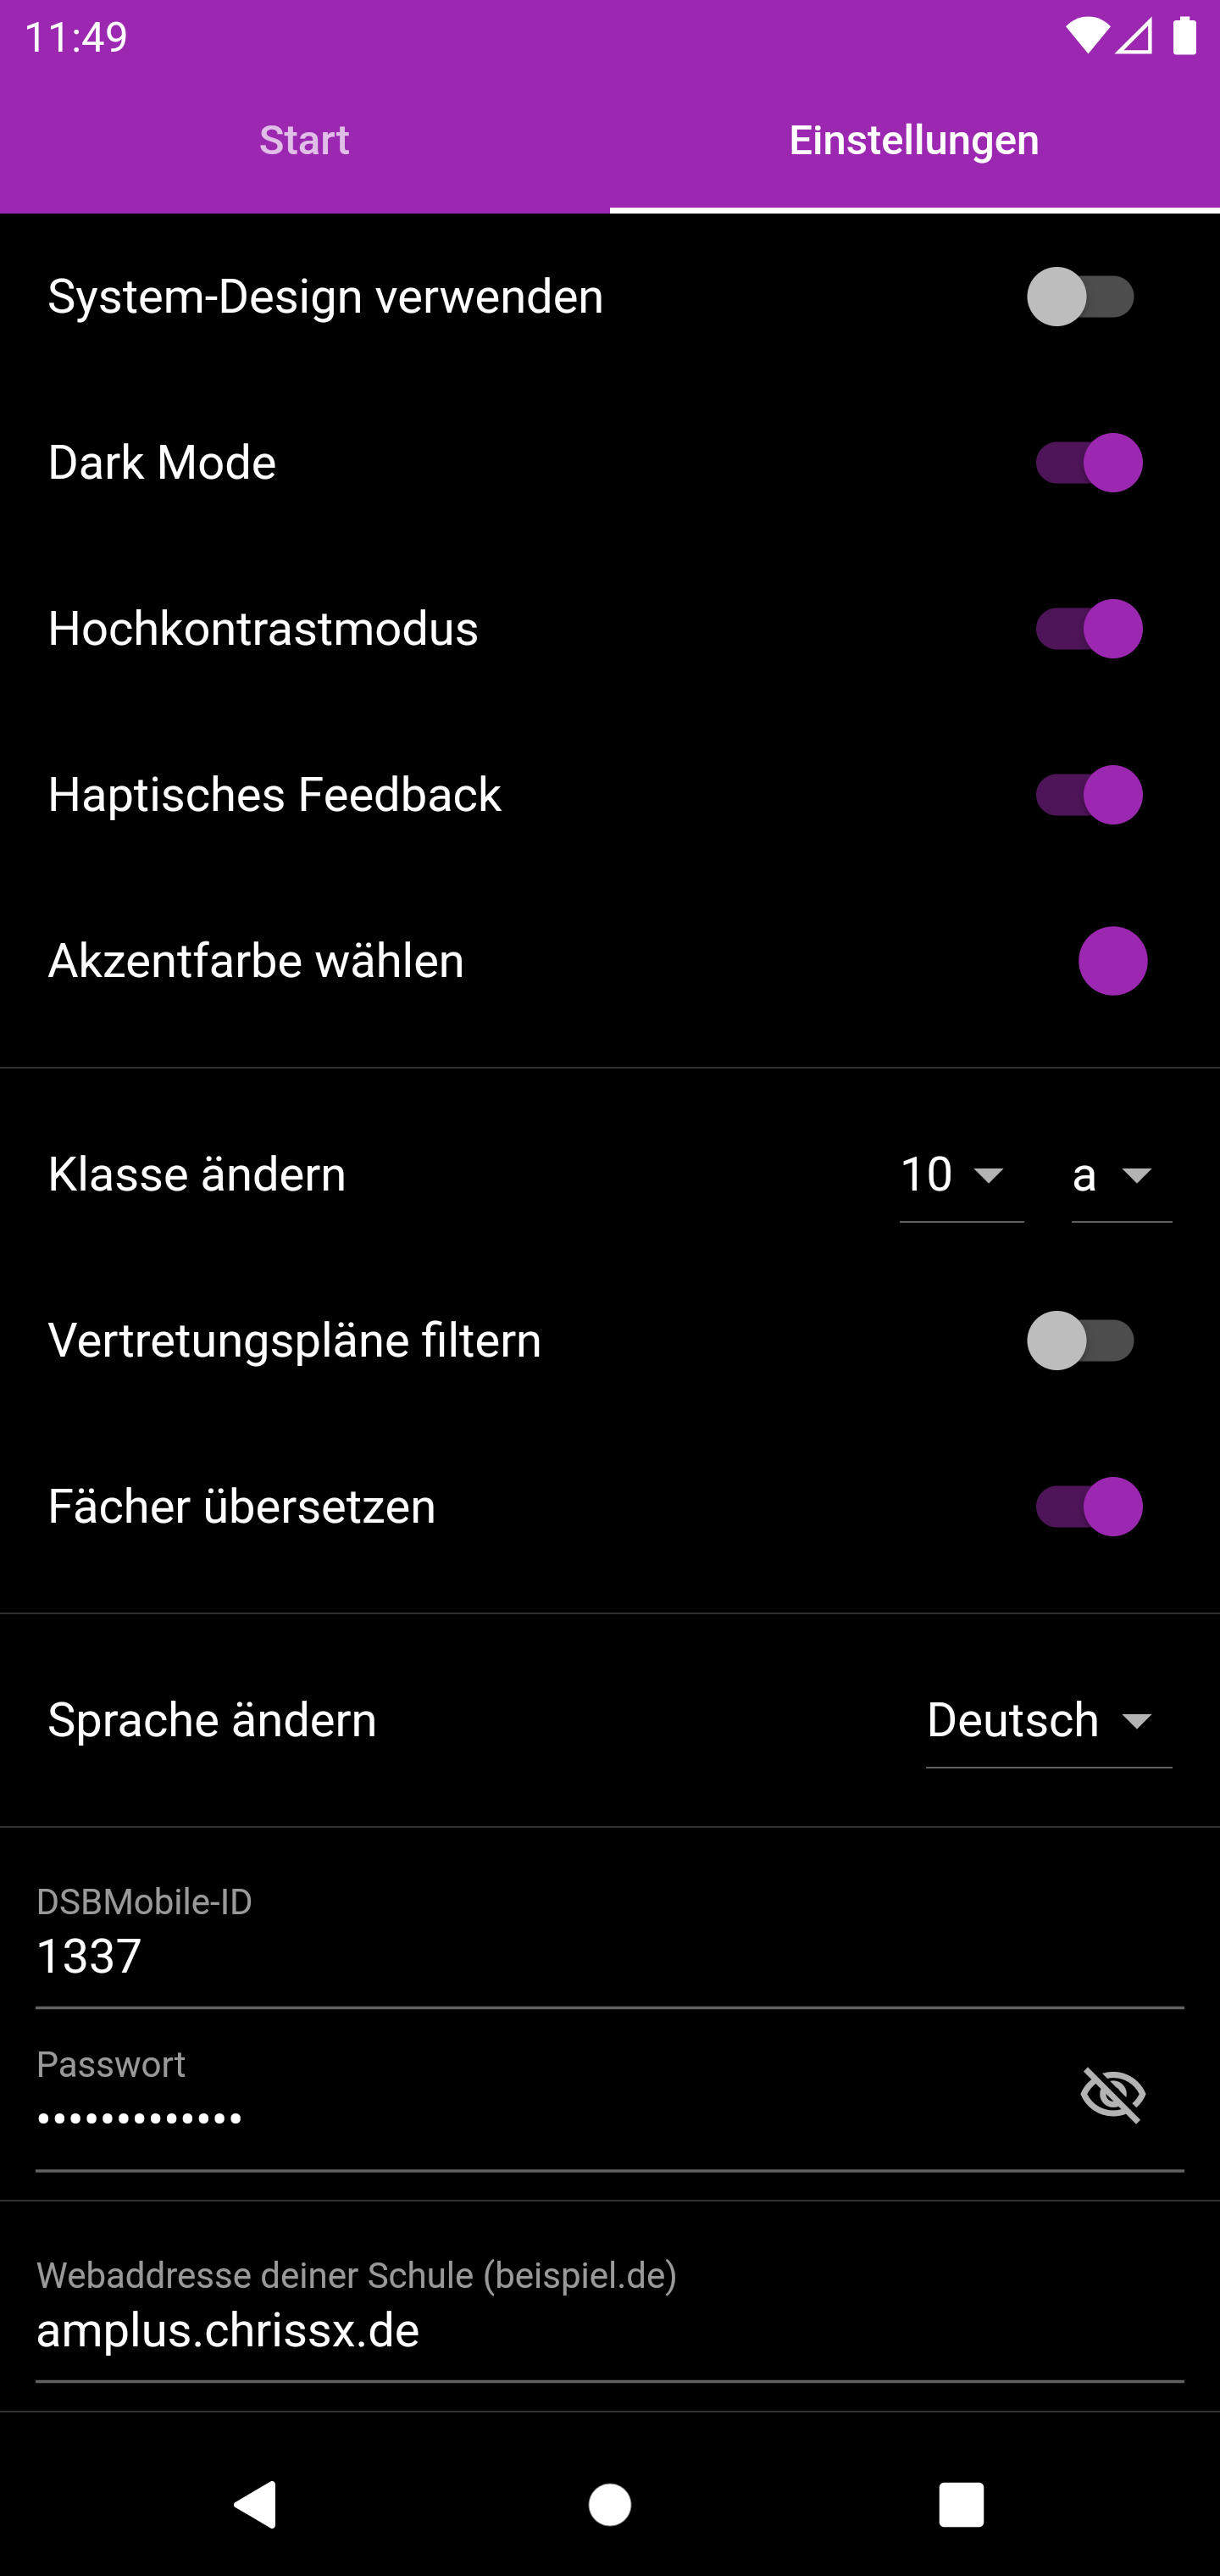 11:49
Start
Einstellungen
System-Design verwenden
Dark Mode
Hochkontrastmodus
Haptisches Feedback
Akzentfarbe wählen
Klasse ändern 10 a
Vertretungspläne filtern
Fächer übersetzen
Sprache ändern Deutsch
DSBMobile-ID
1337
Passwort
•••••••••••••
Webaddresse deiner Schule (beispiel.de)
amplus.chrissx.de